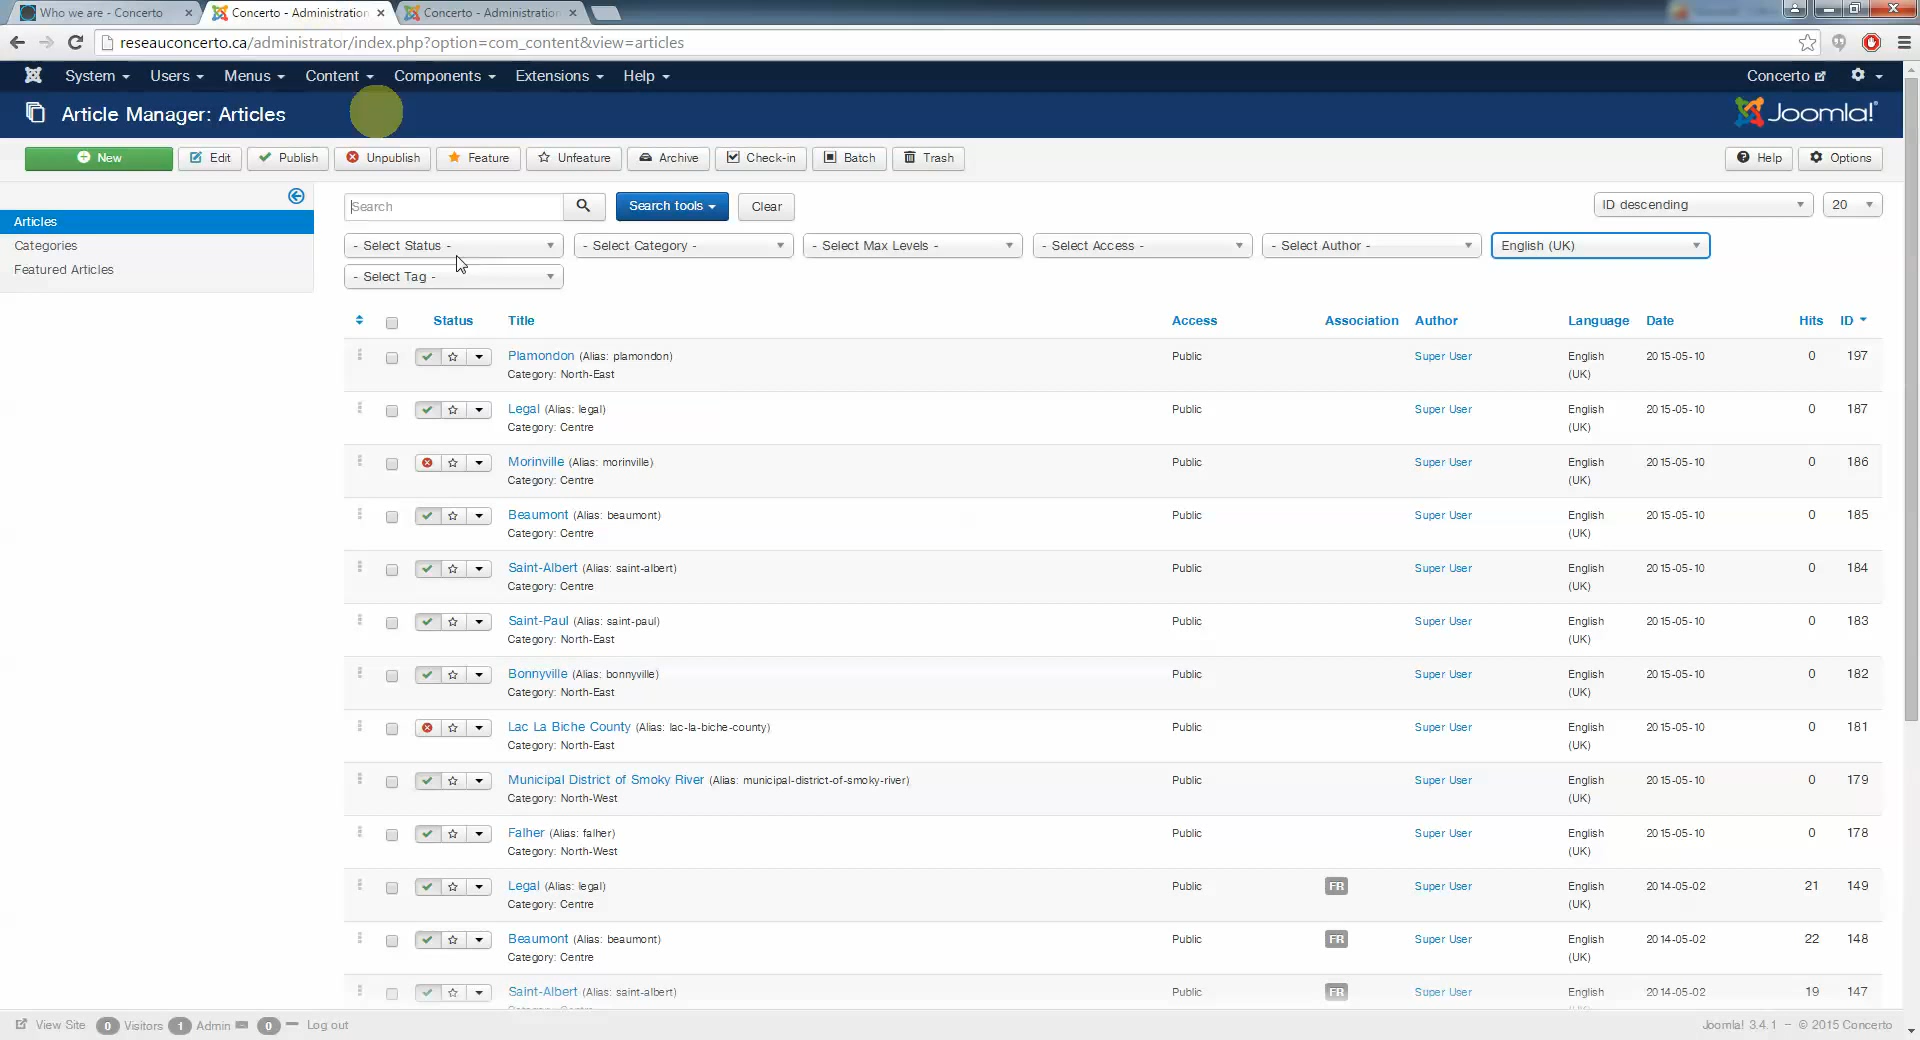 Who we are - Concerto
Concerto - Administration
Concerto - Administration
reseauconcerto.ca/administrator/index.php?option=com_content&view=articles
System Users Menus Content Components Extensions Help Concerto
Article Manager: Articles Joomla!
New Edit Publish Unpublish Feature Unfeature Archive Check-in Batch Trash Help Options
Articles
Categories
Featured Articles
Search Search tools Clear ID descending 20
- Select Status - - Select Category - - Select Max Levels - - Select Access - - Select Author - English (UK)
- Select Tag -
Status Title Access Association Author Language Date Hits ID
Plamondon (Alias: plamondon) Public Super User English 2015-05-10 0 197
Category: North-East (UK)
Legal (Alias: legal) Public Super User English 2015-05-10 0 187
Category: Centre (UK)
Morinville (Alias: morinville) Public Super User English 2015-05-10 0 186
Category: Centre (UK)
Beaumont (Alias: beaumont) Public Super User English 2015-05-10 0 185
Category: Centre (UK)
Saint-Albert (Alias: saint-albert) Public Super User English 2015-05-10 0 184
Category: Centre (UK)
Saint-Paul (Alias: saint-paul) Public Super User English 2015-05-10 0 183
Category: North-East (UK)
Bonnyville (Alias: bonnyville) Public Super User English 2015-05-10 0 182
Category: North-East (UK)
Lac La Biche County (Alias: lac-la-biche-county) Public Super User English 2015-05-10 0 181
Category: North-East (UK)
Municipal District of Smoky River (Alias: municipal-district-of-smoky-river) Public Super User English 2015-05-10 0 179
Category: North-West (UK)
Falher (Alias: falher) Public Super User English 2015-05-10 0 178
Category: North-West (UK)
Legal (Alias: legal) Public FR Super User English 2014-05-02 21 149
Category: Centre (UK)
Beaumont (Alias: beaumont) Public FR Super User English 2014-05-02 22 148
Category: Centre (UK)
Saint-Albert (Alias: saint-albert) Public FR Super User English 2014-05-02 19 147
View Site 0 Visitors 1 Admin 0 Log out Joomla! 3.4.1 – © 2015 Concerto